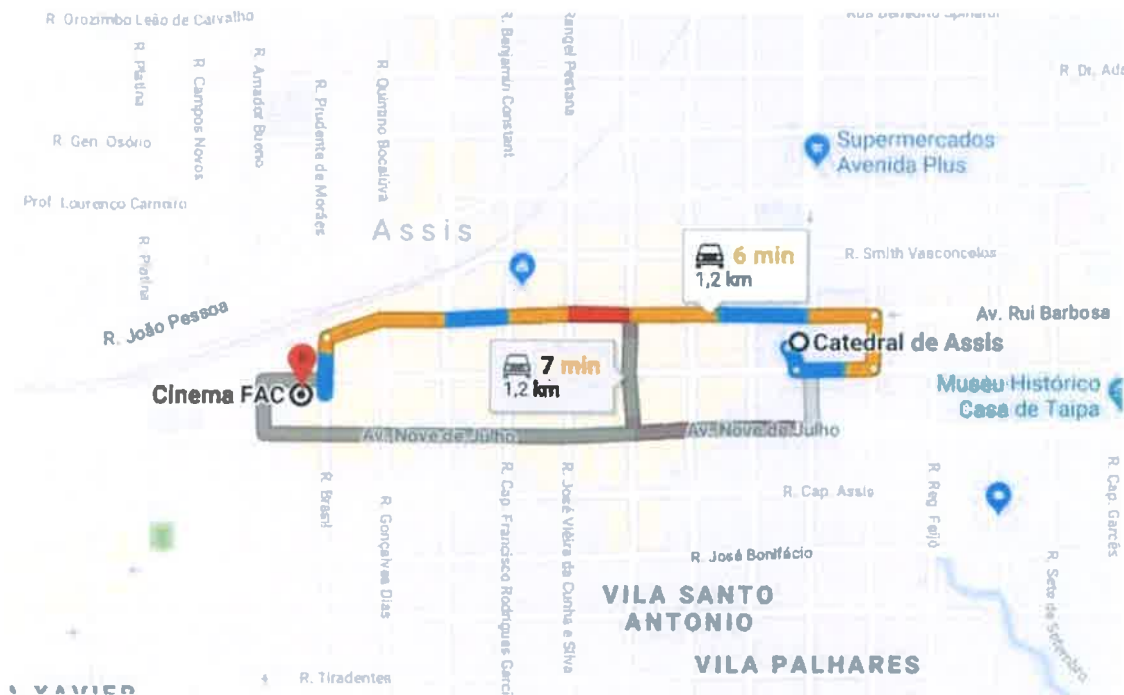 R. Orozimbo Leão de Carvalho
R. Platina
R. Campos Novos
R. Amador Bueno
R. Prudente de Moráes
R. Quintino Bocaiúva
R. Benjamin Constant
Rangel Pestana
R. Dr. Ada
R. Gen. Osório
Supermercados
Avenida Plus
Prof. Lourenço Carneiro
Assis
R. Platina
6 min
1,2 km
R. Smith Vasconcelos
R. João Pessoa
Av. Rui Barbosa
Catedral de Assis
7 min
1,2 km
Cinema FAC
Museu Histórico
Casa de Taipa
Av. Nove de Julho
Av. Nove de Julho
R. Brasil
R. Gonçalves Dias
R. Cap. Francisco Rodrigues Garci
R. José Vieira da Cunha e Silva
R. Cap. Assis
R. Reg. Feijó
R. Cap. Garcês
R. José Bonifácio
R. Sete de Setembro
VILA SANTO
ANTONIO
VILA PALHARES
R. Tiradentes
XAVIER